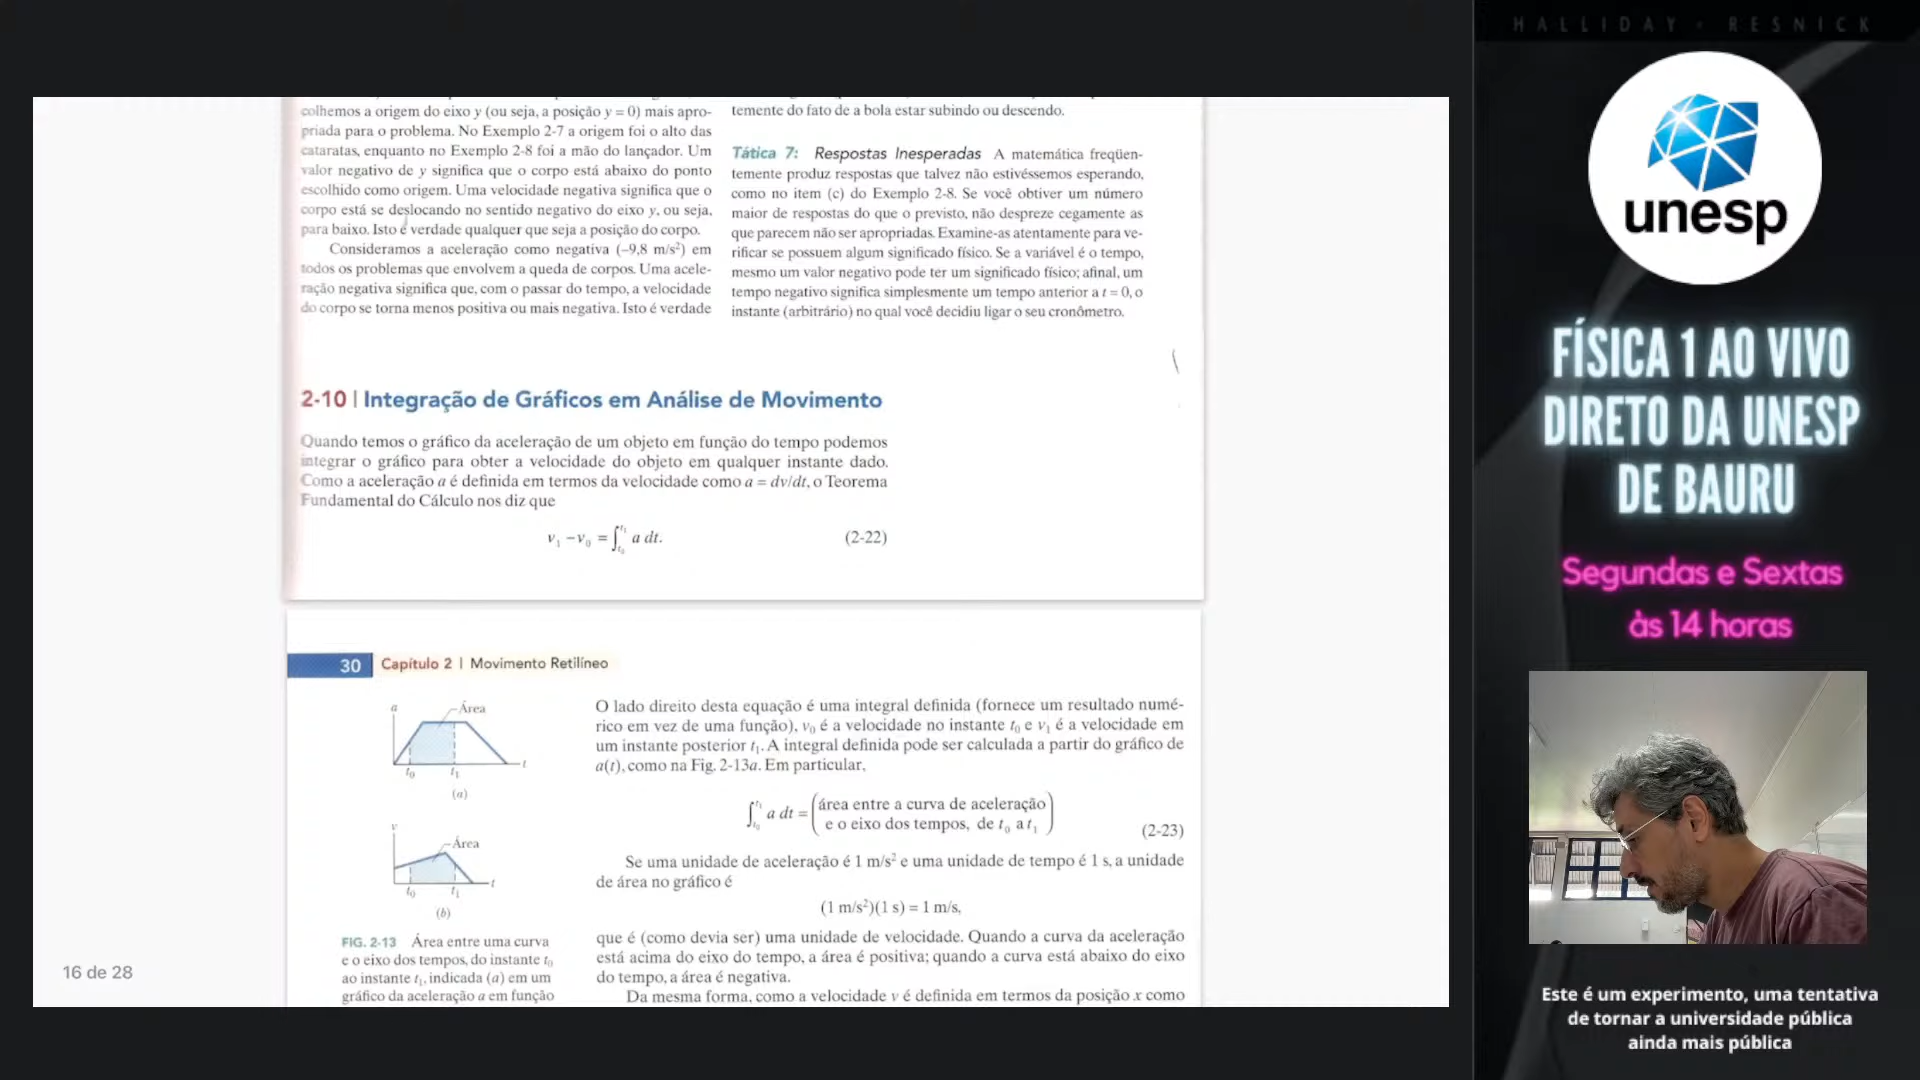 colhemos a origem do eixo y (ou seja, a posição y = 0) mais apro-
priada para o problema. No Exemplo 2-7 a origem foi o alto das
cataratas, enquanto no Exemplo 2-8 foi a mão do lançador. Um
valor negativo de y significa que o corpo está abaixo do ponto
escolhido como origem. Uma velocidade negativa significa que o
corpo está se deslocando no sentido negativo do eixo y, ou seja,
para baixo. Isto é verdade qualquer que seja a posição do corpo.
Consideramos a aceleração como negativa (−9,8 m/s²) em
todos os problemas que envolvem a queda de corpos. Uma acele-
ração negativa significa que, com o passar do tempo, a velocidade
do corpo se torna menos positiva ou mais negativa. Isto é verdade
temente do fato de a bola estar subindo ou descendo.
Tática 7: Respostas Inesperadas A matemática freqüen-
temente produz respostas que talvez não estivéssemos esperando,
como no item (c) do Exemplo 2-8. Se você obtiver um número
maior de respostas do que o previsto, não despreze cegamente as
que parecem não ser apropriadas. Examine-as atentamente para ve-
rificar se possuem algum significado físico. Se a variável é o tempo,
mesmo um valor negativo pode ter um significado físico; afinal, um
tempo negativo significa simplesmente um tempo anterior a t = 0, o
instante (arbitrário) no qual você decidiu ligar o seu cronômetro.
2-10 | Integração de Gráficos em Análise de Movimento
Quando temos o gráfico da aceleração de um objeto em função do tempo podemos
integrar o gráfico para obter a velocidade do objeto em qualquer instante dado.
Como a aceleração a é definida em termos da velocidade como a = dv/dt, o Teorema
Fundamental do Cálculo nos diz que
v₁ − v₀ = ∫ₜ₀ᵗ¹ a dt. (2-22)
30 Capítulo 2 | Movimento Retilíneo
a
Área
t₀ t₁ t
(a)
v
Área
t₀ t₁ t
(b)
FIG. 2-13 Área entre uma curva
e o eixo dos tempos, do instante t₀
ao instante t₁, indicada (a) em um
gráfico da aceleração a em função
O lado direito desta equação é uma integral definida (fornece um resultado numé-
rico em vez de uma função), v₀ é a velocidade no instante t₀ e v₁ é a velocidade em
um instante posterior t₁. A integral definida pode ser calculada a partir do gráfico de
a(t), como na Fig. 2-13a. Em particular,
∫ₜ₀ᵗ¹ a dt = (área entre a curva de aceleração
e o eixo dos tempos, de t₀ a t₁) (2-23)
Se uma unidade de aceleração é 1 m/s² e uma unidade de tempo é 1 s, a unidade
de área no gráfico é
(1 m/s²)(1 s) = 1 m/s,
que é (como devia ser) uma unidade de velocidade. Quando a curva da aceleração
está acima do eixo do tempo, a área é positiva; quando a curva está abaixo do eixo
do tempo, a área é negativa.
Da mesma forma, como a velocidade v é definida em termos da posição x como
16 de 28
HALLIDAY · RESNICK
unesp
FÍSICA 1 AO VIVO
DIRETO DA UNESP
DE BAURU
Segundas e Sextas
às 14 horas
Este é um experimento, uma tentativa
de tornar a universidade pública
ainda mais pública